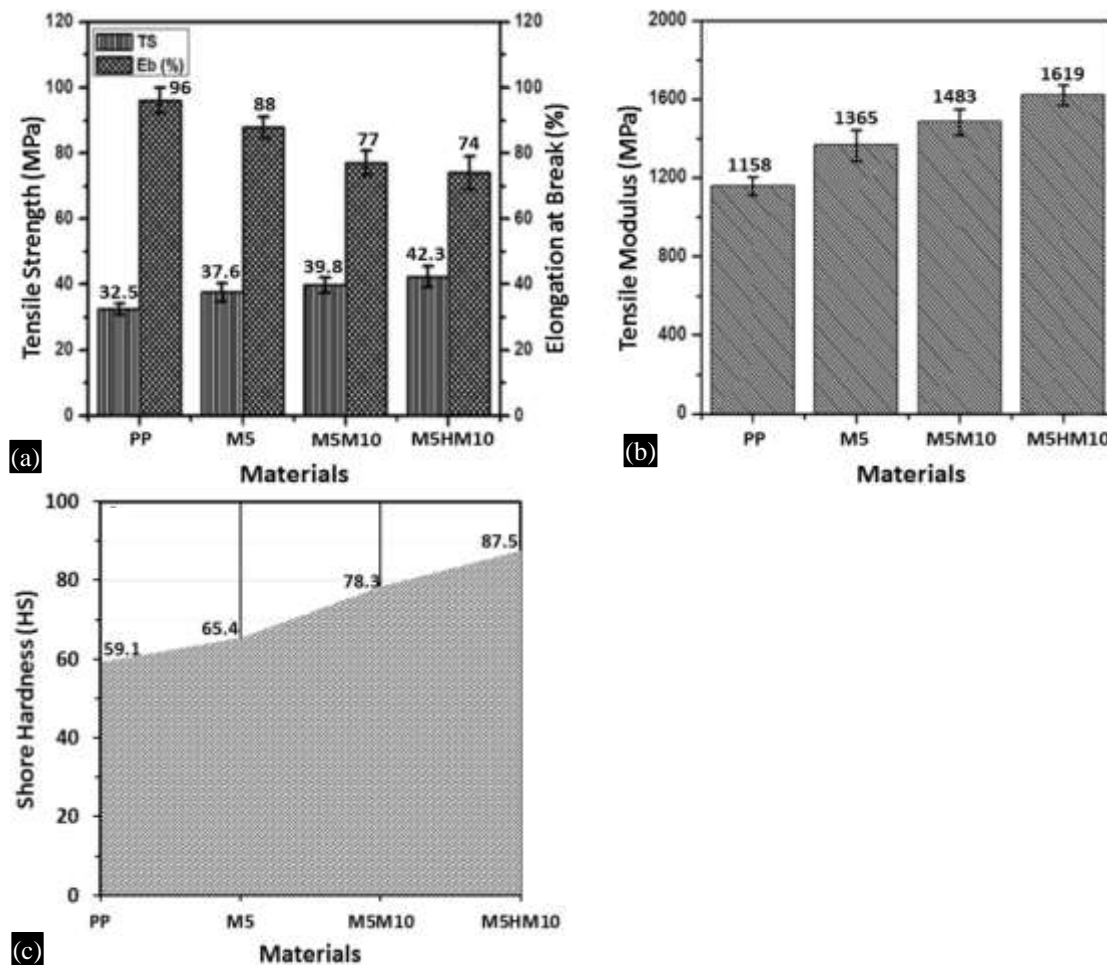 120
100
80
60
40
20
0
Tensile Strength (MPa)
TS
Eb (%)
32.5
96
37.6
88
39.8
77
42.3
74
120
100
80
60
40
20
0
Elongation at Break (%)
PP M5 M5M10 M5HM10
Materials
(a)
2000
1600
1200
800
400
0
Tensile Modulus (MPa)
1158
1365
1483
1619
PP M5 M5M10 M5HM10
Materials
(b)
100
80
60
40
20
0
Shore Hardness (HS)
59.1
65.4
78.3
87.5
PP M5 M5M10 M5HM10
Materials
(c)